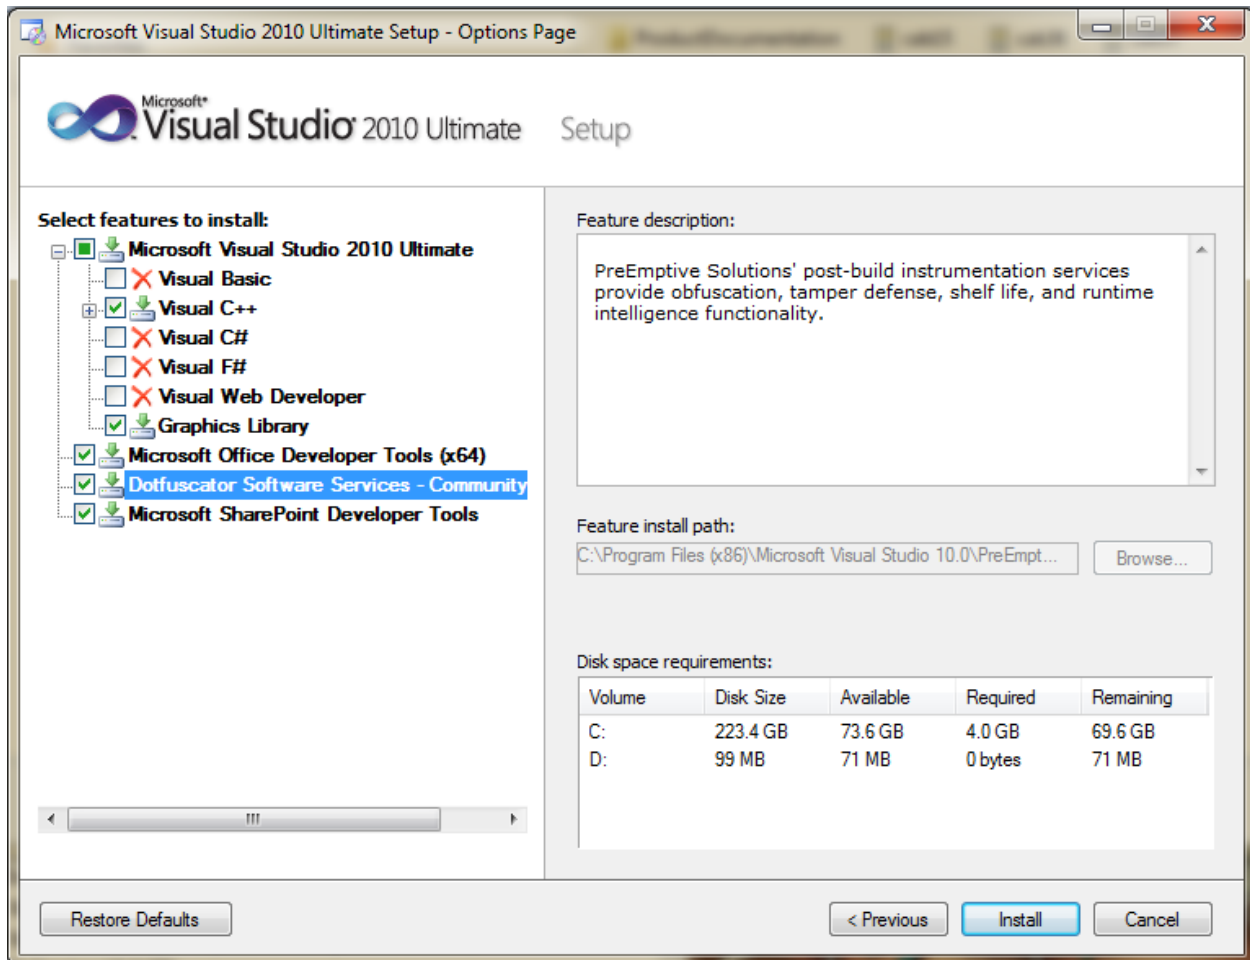 Microsoft Visual Studio 2010 Ultimate Setup - Options Page
Microsoft
Visual Studio 2010 Ultimate Setup
Select features to install:
Microsoft Visual Studio 2010 Ultimate
Visual Basic
Visual C++
Visual C#
Visual F#
Visual Web Developer
Graphics Library
Microsoft Office Developer Tools (x64)
Dotfuscator Software Services - Community
Microsoft SharePoint Developer Tools
Feature description:
PreEmptive Solutions' post-build instrumentation services
provide obfuscation, tamper defense, shelf life, and runtime
intelligence functionality.
Feature install path:
C:\Program Files (x86)\Microsoft Visual Studio 10.0\PreEmpt...
Browse...
Disk space requirements:
Volume Disk Size Available Required Remaining
C: 223.4 GB 73.6 GB 4.0 GB 69.6 GB
D: 99 MB 71 MB 0 bytes 71 MB
Restore Defaults
< Previous
Install
Cancel